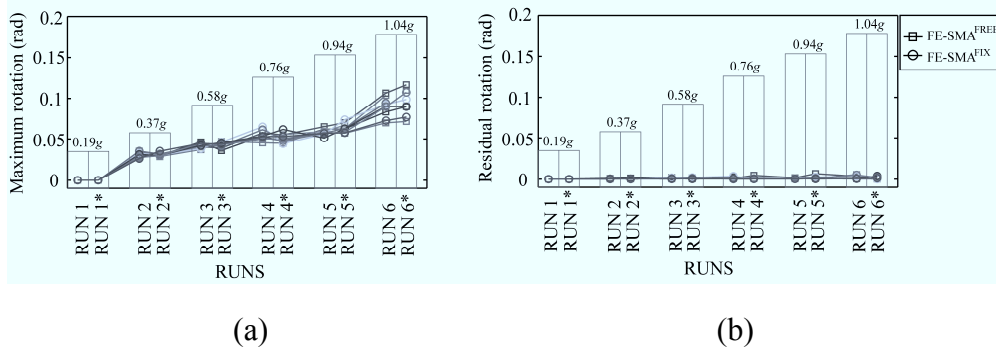 0.2
0.15
0.1
0.05
0
Maximum rotation (rad)
0.19g
0.37g
0.58g
0.76g
0.94g
1.04g
RUN 1
RUN 1*
RUN 2
RUN 2*
RUN 3
RUN 3*
RUN 4
RUN 4*
RUN 5
RUN 5*
RUN 6
RUN 6*
RUNS
(a)
0.2
0.15
0.1
0.05
0
Residual rotation (rad)
0.19g
0.37g
0.58g
0.76g
0.94g
1.04g
RUN 1
RUN 1*
RUN 2
RUN 2*
RUN 3
RUN 3*
RUN 4
RUN 4*
RUN 5
RUN 5*
RUN 6
RUN 6*
RUNS
FE-SMA^FREE
FE-SMA^FIX
(b)